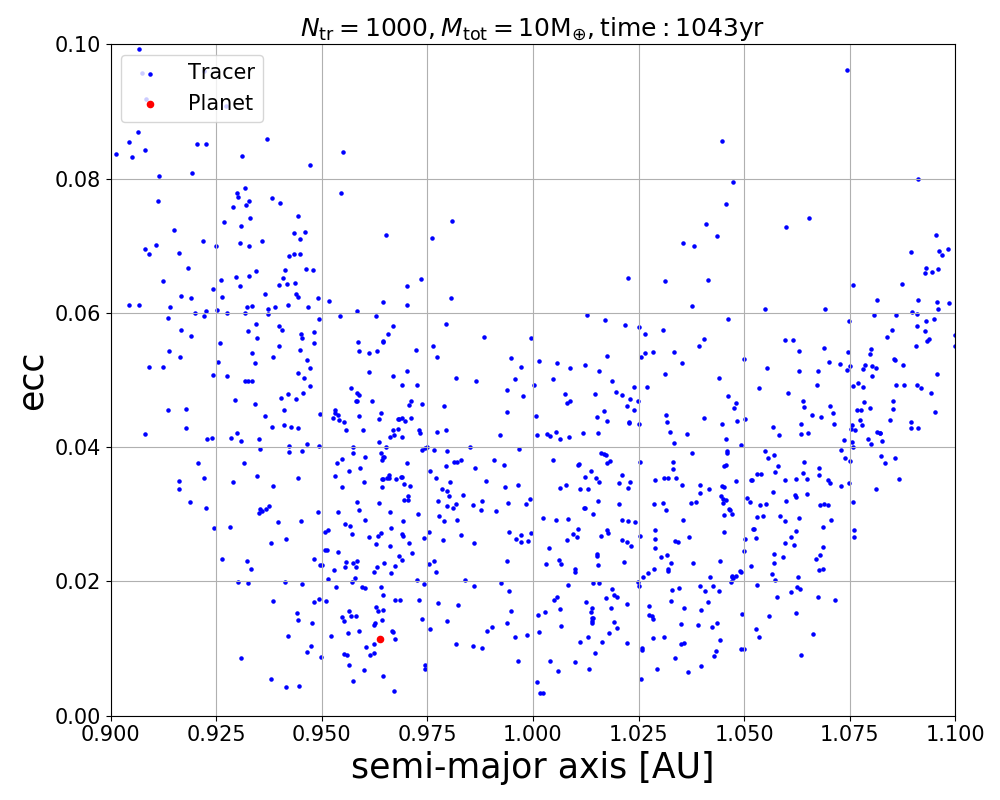 N_tr = 1000, M_tot = 10M_⊕, time : 1043yr
0.10
Tracer
Planet
0.08
0.06
ecc
0.04
0.02
0.00
0.900 0.925 0.950 0.975 1.000 1.025 1.050 1.075 1.100
semi-major axis [AU]